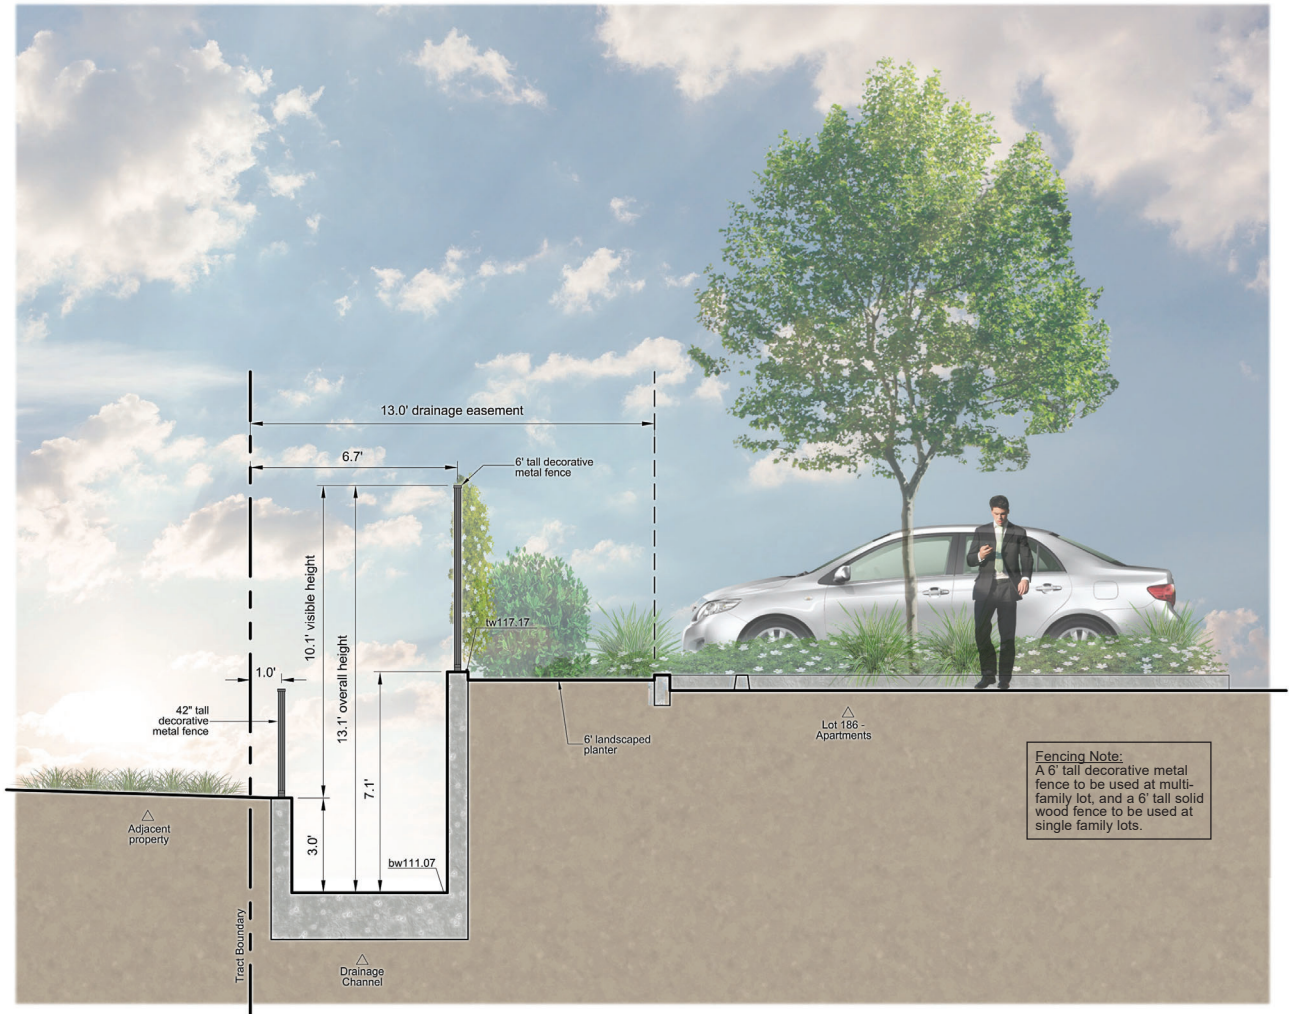 13.0' drainage easement
6.7'
6' tall decorative
metal fence
10.1' visible height
13.1' overall height
tw117.17
1.0'
42" tall
decorative
metal fence
7.1'
6' landscaped
planter
Lot 186 -
Apartments
Fencing Note:
A 6' tall decorative metal
fence to be used at multi-
family lot, and a 6' tall solid
wood fence to be used at
single family lots.
Adjacent
property
3.0'
bw111.07
Tract Boundary
Drainage
Channel